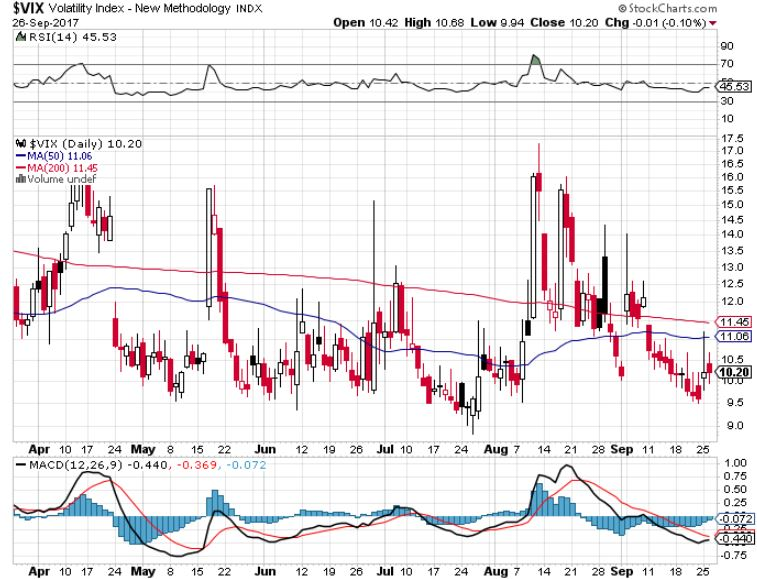 $VIX Volatility Index - New Methodology INDX
© StockCharts.com
26-Sep-2017
Open 10.42 High 10.68 Low 9.94 Close 10.20 Chg -0.01 (-0.10%)
RSI(14) 45.53
90
70
45.53
30
10
$VIX (Daily) 10.20
MA(50) 11.06
MA(200) 11.45
Volume undef
17.5
17.0
16.5
16.0
15.5
15.0
14.5
14.0
13.5
13.0
12.5
12.0
11.45
11.06
10.5
10.20
10.0
9.5
9.0
Apr 10 17 24 May 8 15 22 Jun 12 19 26 Jul 10 17 24 Aug 7 14 21 28 Sep 11 18 25
MACD(12,26,9) -0.440, -0.369, -0.072
1.00
0.75
0.50
0.25
-0.072
-0.440
-0.75
Apr 10 17 24 May 8 15 22 Jun 12 19 26 Jul 10 17 24 Aug 7 14 21 28 Sep 11 18 25